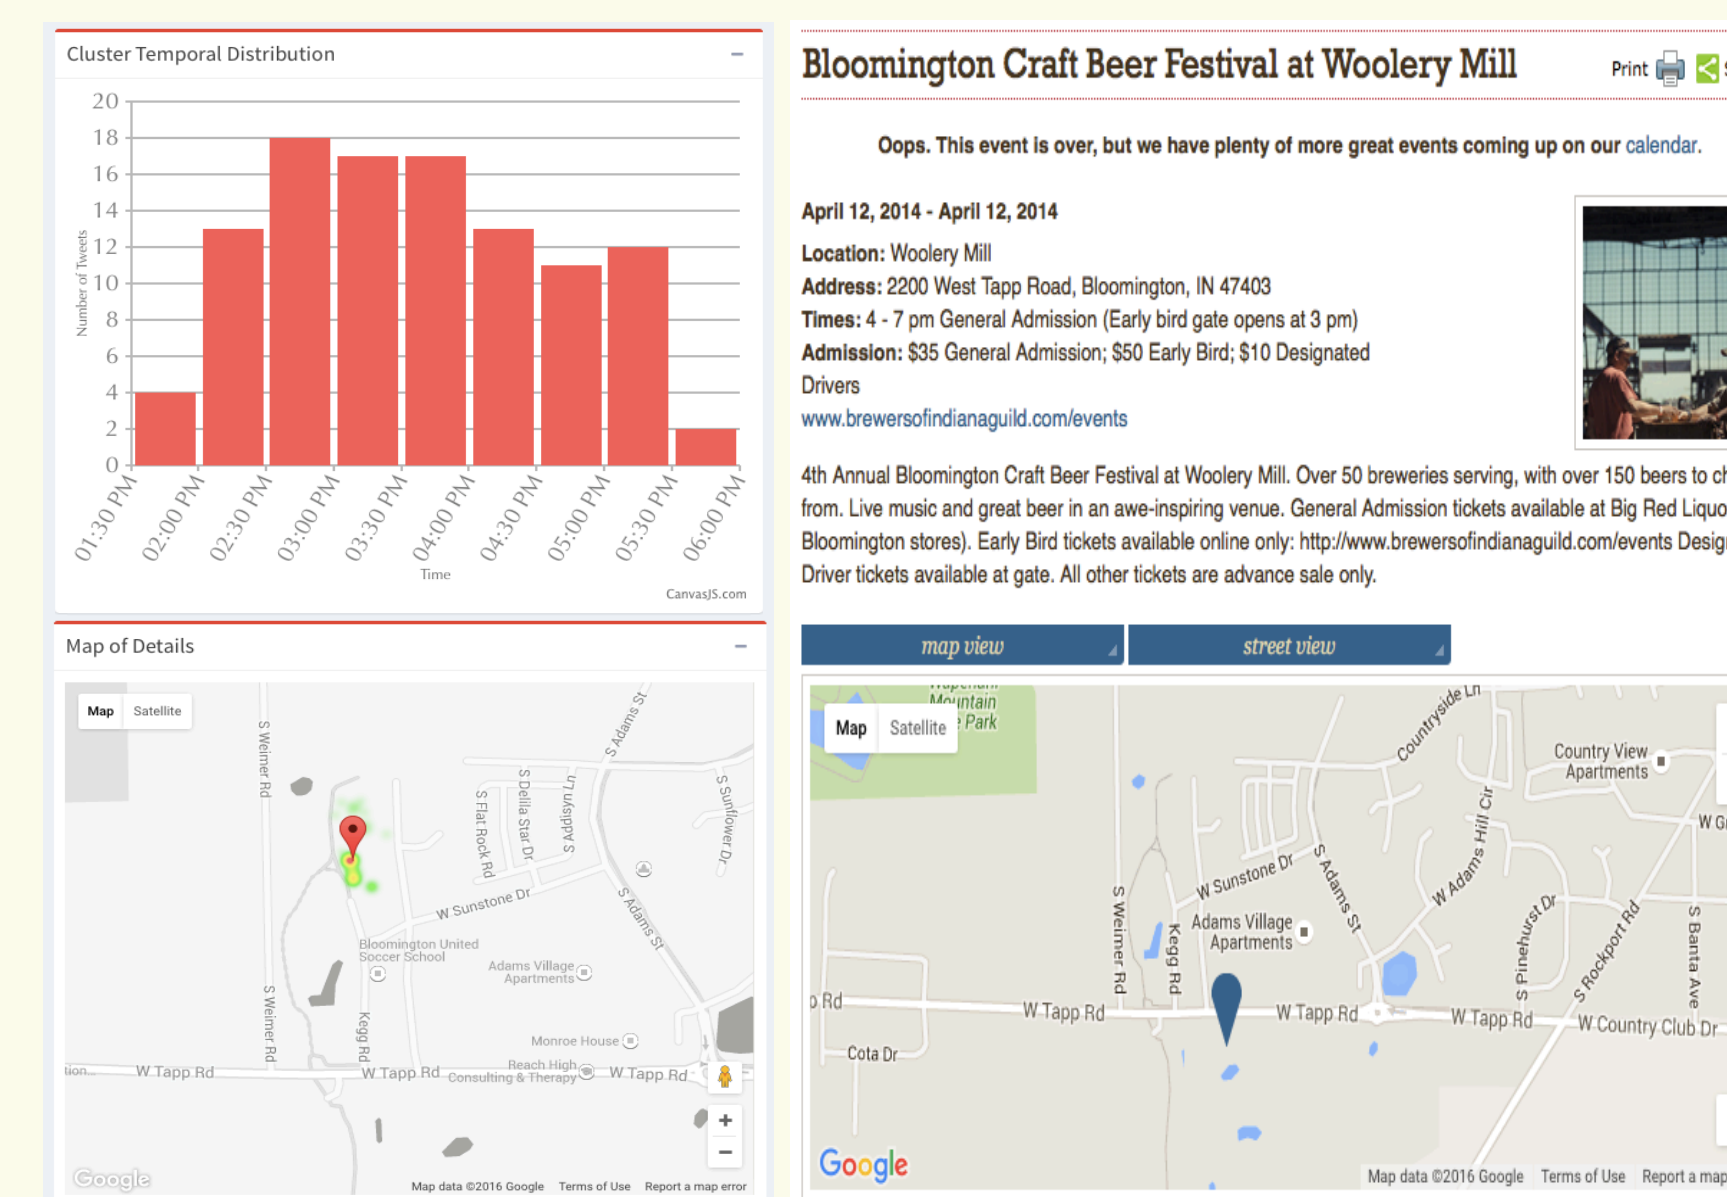 Cluster Temporal Distribution
20
18
16
14
12
10
8
6
4
2
0
Number of Tweets
01:30 PM
02:00 PM
02:30 PM
03:00 PM
03:30 PM
04:00 PM
04:30 PM
05:00 PM
05:30 PM
06:00 PM
Time
CanvasJS.com
Map of Details
Map Satellite
S Weimer Rd
S Adams St
S Flat Rock Rd
S Delila Star Dr
S Addisyn Ln
S Sunflower Dr
W Sunstone Dr
S Adams St
Bloomington United
Soccer School
Adams Village
Apartments
S Weimer Rd
Kegg Rd
Monroe House
Reach High
Consulting & Therapy
W Tapp Rd
W Tapp Rd
W Tapp Rd
Google
Map data ©2016 Google Terms of Use Report a map error
Bloomington Craft Beer Festival at Woolery Mill
Print
Oops. This event is over, but we have plenty of more great events coming up on our calendar.
April 12, 2014 - April 12, 2014
Location: Woolery Mill
Address: 2200 West Tapp Road, Bloomington, IN 47403
Times: 4 - 7 pm General Admission (Early bird gate opens at 3 pm)
Admission: $35 General Admission; $50 Early Bird; $10 Designated
Drivers
www.brewersofindianaguild.com/events
4th Annual Bloomington Craft Beer Festival at Woolery Mill. Over 50 breweries serving, with over 150 beers to ch
from. Live music and great beer in an awe-inspiring venue. General Admission tickets available at Big Red Liquo
Bloomington stores). Early Bird tickets available online only: http://www.brewersofindianaguild.com/events Desig
Driver tickets available at gate. All other tickets are advance sale only.
map view
street view
Mountain
Park
Map Satellite
Countryside Ln
Country View
Apartments
W Adams Hill Cir
W Sunstone Dr
S Adams St
Adams Village
Apartments
S Weimer Rd
Kegg Rd
S Pinehurst Dr
S Rockport Rd
S Banta Ave
Rd
W Tapp Rd
W Tapp Rd
W Tapp Rd
W Country Club Dr
Cota Dr
Google
Map data ©2016 Google Terms of Use Report a map